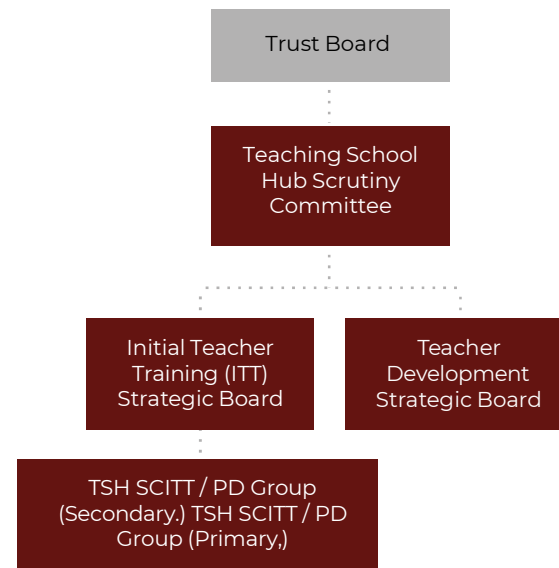 Trust Board
Teaching School
Hub Scrutiny
Committee
Initial Teacher
Training (ITT)
Strategic Board
Teacher
Development
Strategic Board
TSH SCITT / PD Group
(Secondary.) TSH SCITT / PD
Group (Primary,)